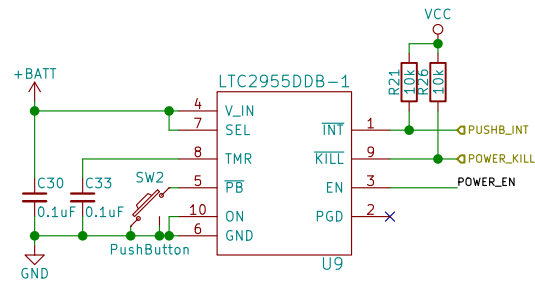 VCC
+BATT
LTC2955DDB-1
R21
10k
R26
10k
4
V_IN
7
SEL
INT
1
PUSHB_INT
8
TMR
KILL
9
POWER_KILL
C30
0.1uF
C33
0.1uF
SW2
5
PB
EN
3
POWER_EN
10
ON
PGD
2
6
GND
PushButton
U9
GND